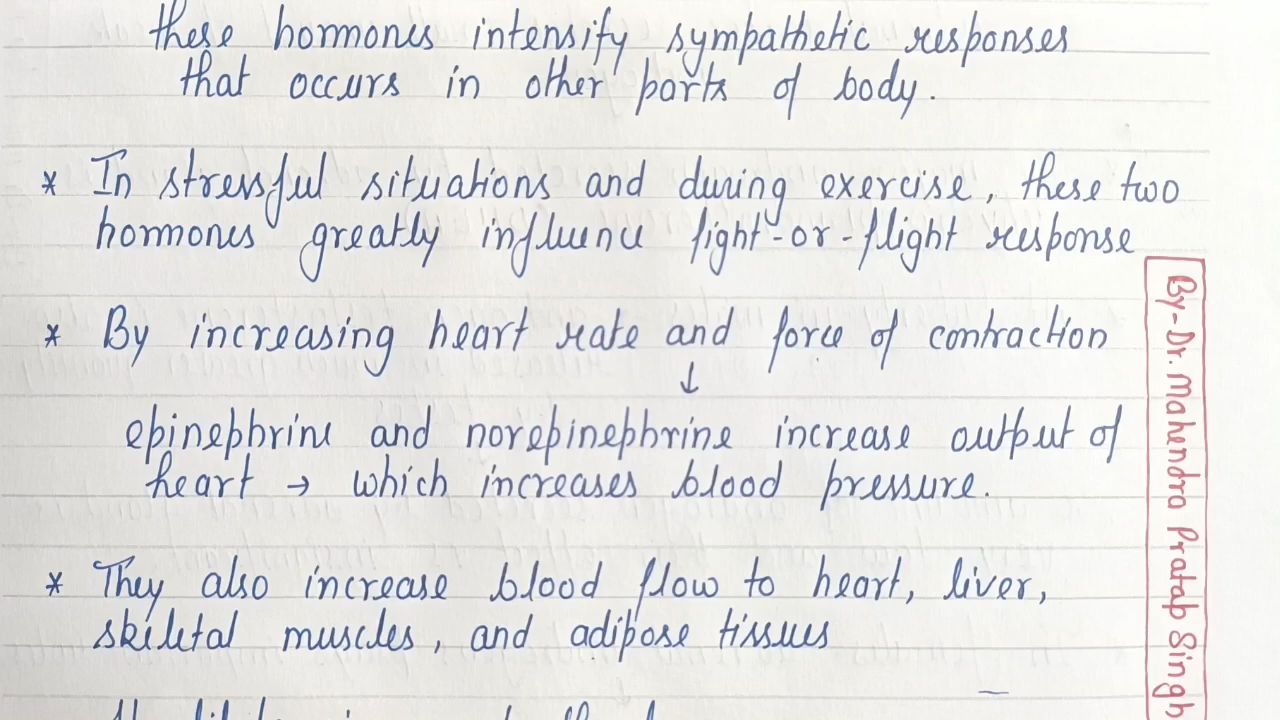 these hormones intensify sympathetic responses
that occurs in other parts of body.
* In stressful situations and during exercise, these two
hormones greatly influence fight-or-flight response
* By increasing heart rate and force of contraction
↓
epinephrine and norepinephrine increase output of
heart → which increases blood pressure.
* They also increase blood flow to heart, liver,
skeletal muscles, and adipose tissues
By-Dr. Mahendra Pratap Singh